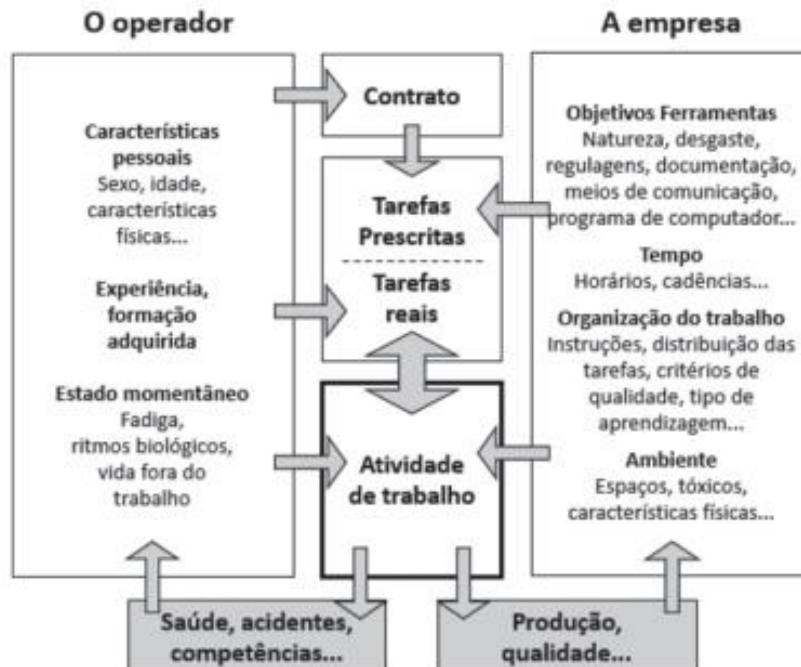 O operador
Características
pessoais
Sexo, idade,
características
físicas...
Experiência,
formação
adquirida
Estado momentâneo
Fadiga,
ritmos biológicos,
vida fora do
trabalho
Contrato
Tarefas
Prescritas
Tarefas
reais
Atividade
de trabalho
A empresa
Objetivos Ferramentas
Natureza, desgaste,
regulagens, documentação,
meios de comunicação,
programa de computador...
Tempo
Horários, cadências...
Organização do trabalho
Instruções, distribuição das
tarefas, critérios de
qualidade, tipo de
aprendizagem...
Ambiente
Espaços, tóxicos,
características físicas...
Saúde, acidentes,
competências...
Produção,
qualidade...